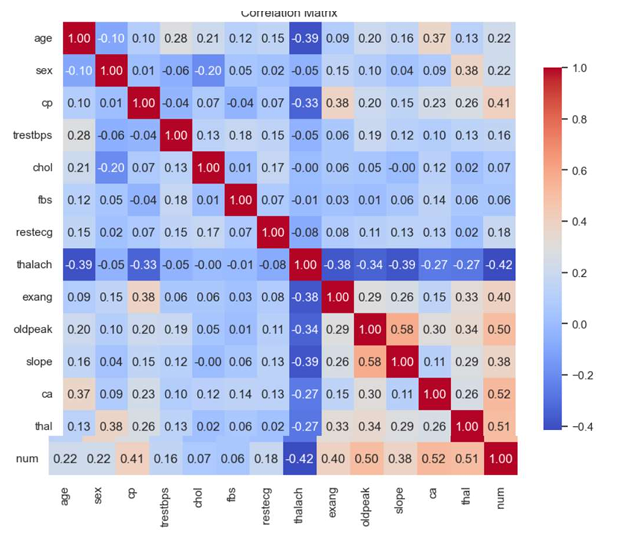 Correlation Matrix
age 1.00 -0.10 0.10 0.28 0.21 0.12 0.15 -0.39 0.09 0.20 0.16 0.37 0.13 0.22
sex -0.10 1.00 0.01 -0.06 -0.20 0.05 0.02 -0.05 0.15 0.10 0.04 0.09 0.38 0.22
cp 0.10 0.01 1.00 -0.04 0.07 -0.04 0.07 -0.33 0.38 0.20 0.15 0.23 0.26 0.41
trestbps 0.28 -0.06 -0.04 1.00 0.13 0.18 0.15 -0.05 0.06 0.19 0.12 0.10 0.13 0.16
chol 0.21 -0.20 0.07 0.13 1.00 0.01 0.17 -0.00 0.06 0.05 -0.00 0.12 0.02 0.07
fbs 0.12 0.05 -0.04 0.18 0.01 1.00 0.07 -0.01 0.03 0.01 0.06 0.14 0.06 0.06
restecg 0.15 0.02 0.07 0.15 0.17 0.07 1.00 -0.08 0.08 0.11 0.13 0.13 0.02 0.18
thalach -0.39 -0.05 -0.33 -0.05 -0.00 -0.01 -0.08 1.00 -0.38 -0.34 -0.39 -0.27 -0.27 -0.42
exang 0.09 0.15 0.38 0.06 0.06 0.03 0.08 -0.38 1.00 0.29 0.26 0.15 0.33 0.40
oldpeak 0.20 0.10 0.20 0.19 0.05 0.01 0.11 -0.34 0.29 1.00 0.58 0.30 0.34 0.50
slope 0.16 0.04 0.15 0.12 -0.00 0.06 0.13 -0.39 0.26 0.58 1.00 0.11 0.29 0.38
ca 0.37 0.09 0.23 0.10 0.12 0.14 0.13 -0.27 0.15 0.30 0.11 1.00 0.26 0.52
thal 0.13 0.38 0.26 0.13 0.02 0.06 0.02 -0.27 0.33 0.34 0.29 0.26 1.00 0.51
num 0.22 0.22 0.41 0.16 0.07 0.06 0.18 -0.42 0.40 0.50 0.38 0.52 0.51 1.00
age sex cp trestbps chol fbs restecg thalach exang oldpeak slope ca thal num
1.0
0.8
0.6
0.4
0.2
0.0
−0.2
−0.4